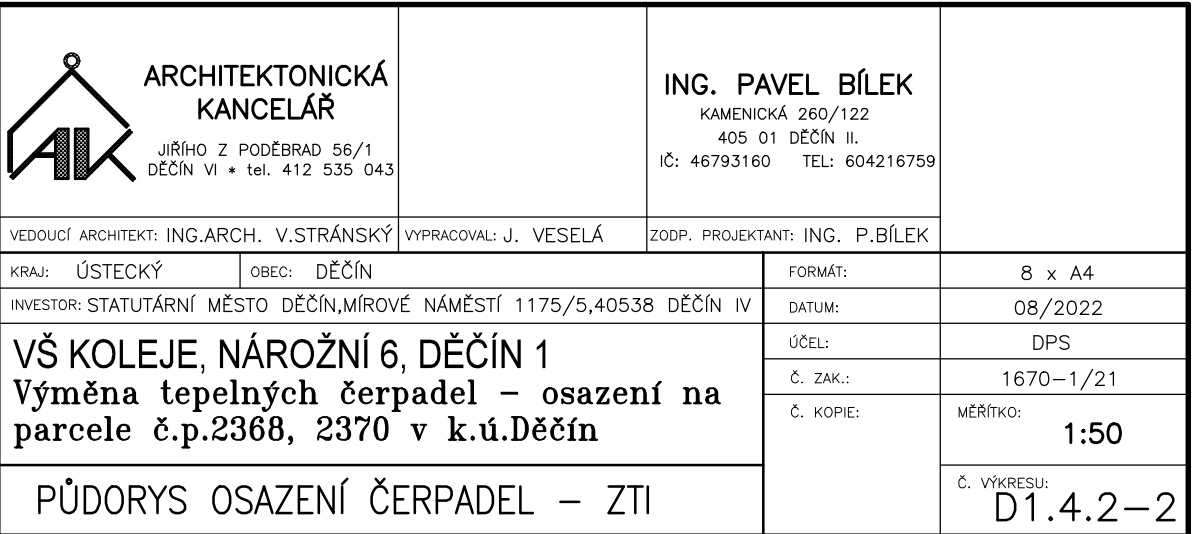 AK
ARCHITEKTONICKÁ
KANCELÁŘ
JIŘÍHO Z PODĚBRAD 56/1
DĚČÍN VI * tel. 412 535 043
ING. PAVEL BÍLEK
KAMENICKÁ 260/122
405 01 DĚČÍN II.
IČ: 46793160 TEL: 604216759
VEDOUCÍ ARCHITEKT: ING.ARCH. V.STRÁNSKÝ
VYPRACOVAL: J. VESELÁ
ZODP. PROJEKTANT: ING. P.BÍLEK
KRAJ: ÚSTECKÝ
OBEC: DĚČÍN
INVESTOR: STATUTÁRNÍ MĚSTO DĚČÍN,MÍROVÉ NÁMĚSTÍ 1175/5,40538 DĚČÍN IV
VŠ KOLEJE, NÁROŽNÍ 6, DĚČÍN 1
Výměna tepelných čerpadel – osazení na
parcele č.p.2368, 2370 v k.ú.Děčín
PŮDORYS OSAZENÍ ČERPADEL – ZTI
FORMÁT: 8 x A4
DATUM: 08/2022
ÚČEL: DPS
Č. ZAK.: 1670–1/21
Č. KOPIE:
MĚŘÍTKO:
1:50
Č. VÝKRESU:
D1.4.2–2